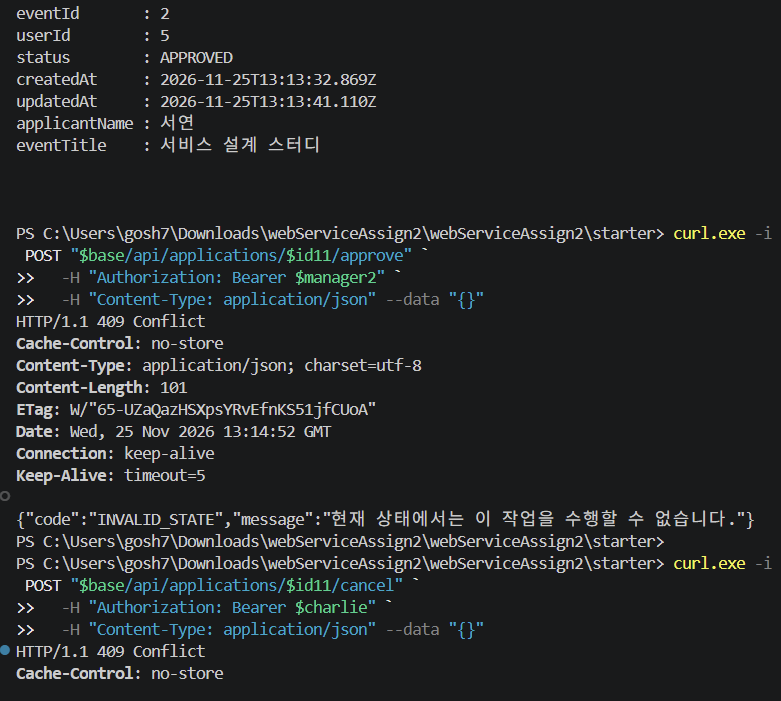 eventId       : 2
userId        : 5
status        : APPROVED
createdAt     : 2026-11-25T13:13:32.869Z
updatedAt     : 2026-11-25T13:13:41.110Z
applicantName : 서연
eventTitle    : 서비스 설계 스터디
PS C:\Users\gosh7\Downloads\webServiceAssign2\webServiceAssign2\starter> curl.exe -i
 POST "$base/api/applications/$id11/approve" `
>>   -H "Authorization: Bearer $manager2" `
>>   -H "Content-Type: application/json" --data "{}"
HTTP/1.1 409 Conflict
Cache-Control: no-store
Content-Type: application/json; charset=utf-8
Content-Length: 101
ETag: W/"65-UZaQazHSXpsYRvEfnKS51jfCUoA"
Date: Wed, 25 Nov 2026 13:14:52 GMT
Connection: keep-alive
Keep-Alive: timeout=5
{"code":"INVALID_STATE","message":"현재 상태에서는 이 작업을 수행할 수 없습니다."}
PS C:\Users\gosh7\Downloads\webServiceAssign2\webServiceAssign2\starter>
PS C:\Users\gosh7\Downloads\webServiceAssign2\webServiceAssign2\starter> curl.exe -i
 POST "$base/api/applications/$id11/cancel" `
>>   -H "Authorization: Bearer $charlie" `
>>   -H "Content-Type: application/json" --data "{}"
HTTP/1.1 409 Conflict
Cache-Control: no-store